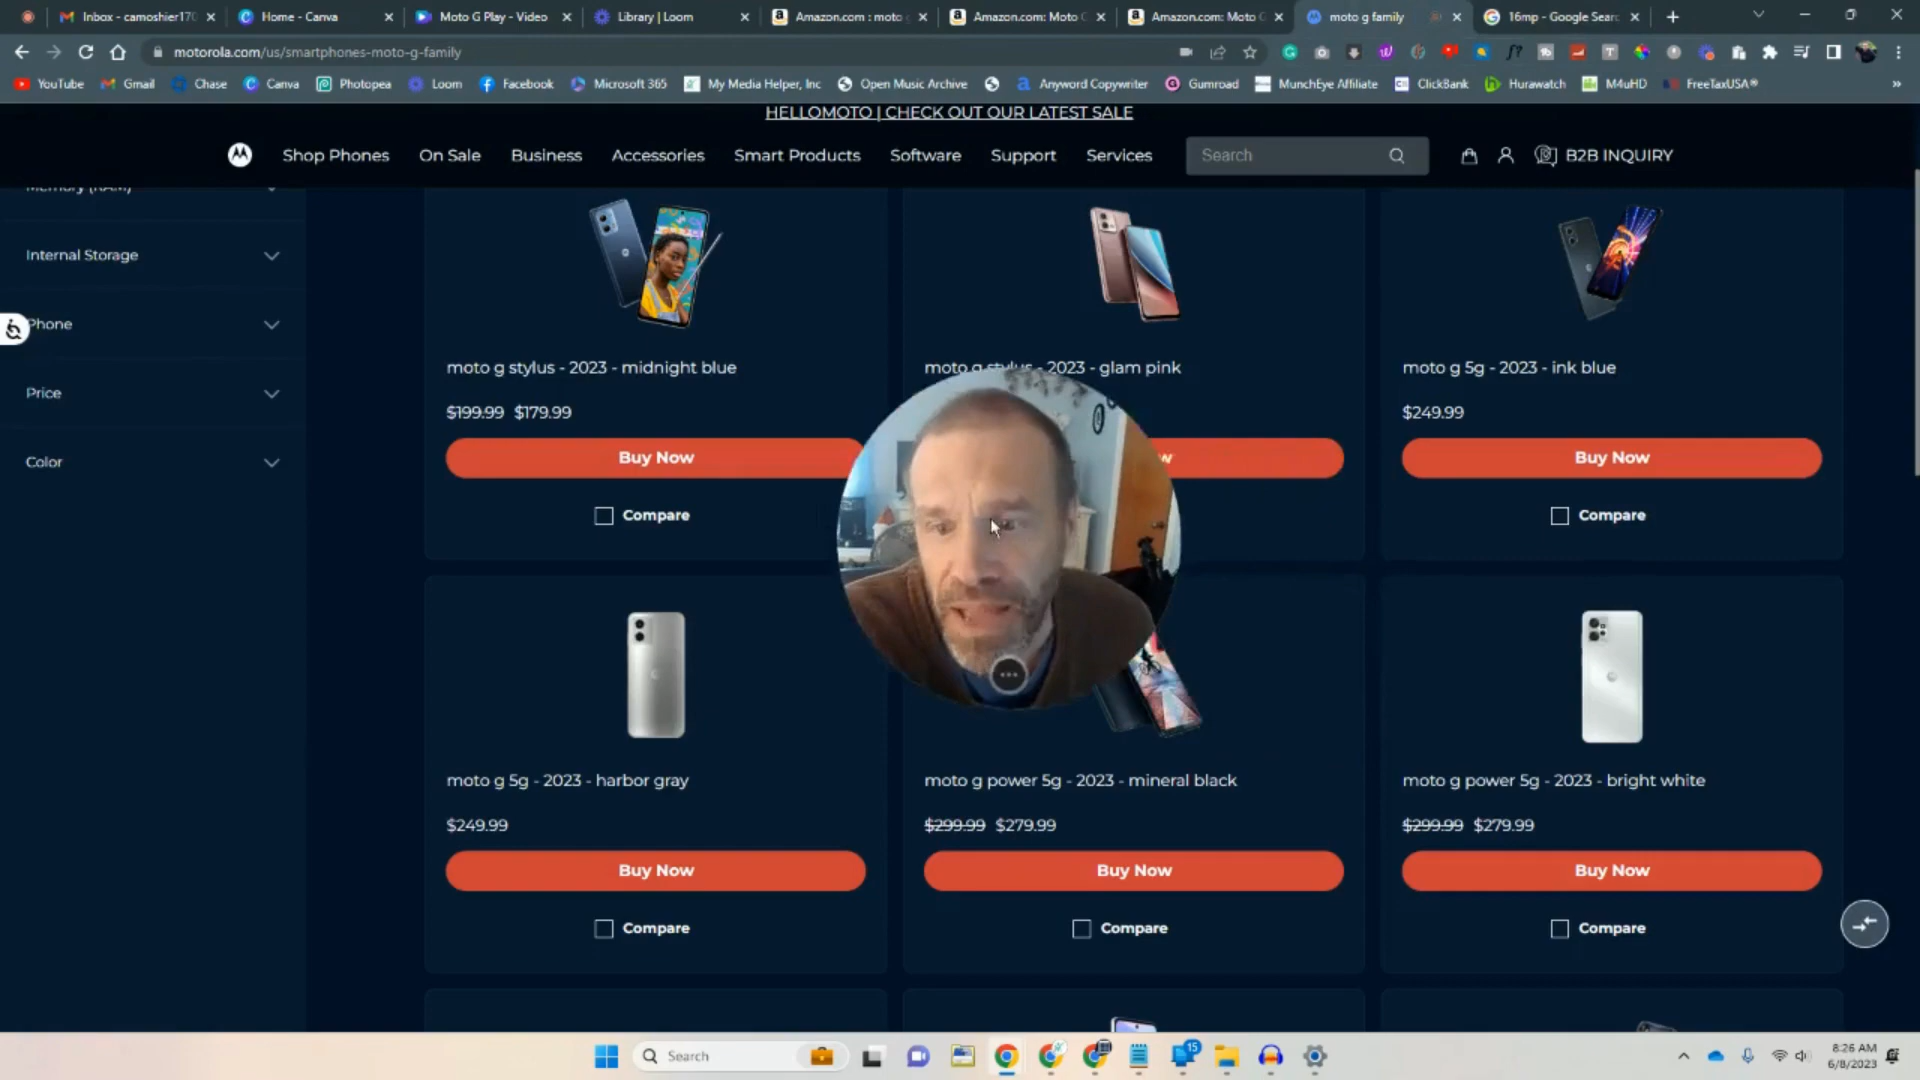 Inbox - camoshier170
Home - Canva
Moto G Play - Video
Library | Loom
Amazon.com : moto g
Amazon.com: Moto G
Amazon.com: Moto G
moto g family
16mp - Google Search
motorola.com/us/smartphones-moto-g-family
YouTube
Gmail
Chase
Canva
Photopea
Loom
Facebook
Microsoft 365
My Media Helper, Inc
Open Music Archive
Anyword Copywriter
Gumroad
MunchEye Affiliate
ClickBank
Hurawatch
M4uHD
FreeTaxUSA®
HELLOMOTO | CHECK OUT OUR LATEST SALE
Shop Phones
On Sale
Business
Accessories
Smart Products
Software
Support
Services
Search
B2B INQUIRY
Memory (RAM)
Internal Storage
Phone
Price
Color
moto g stylus - 2023 - midnight blue
$199.99 $179.99
Buy Now
Compare
moto g stylus - 2023 - glam pink
moto g 5g - 2023 - ink blue
$249.99
Buy Now
Compare
moto g 5g - 2023 - harbor gray
$249.99
Buy Now
Compare
moto g power 5g - 2023 - mineral black
$299.99 $279.99
Buy Now
Compare
moto g power 5g - 2023 - bright white
$299.99 $279.99
Buy Now
Compare
Search
15
8:26 AM
6/8/2023